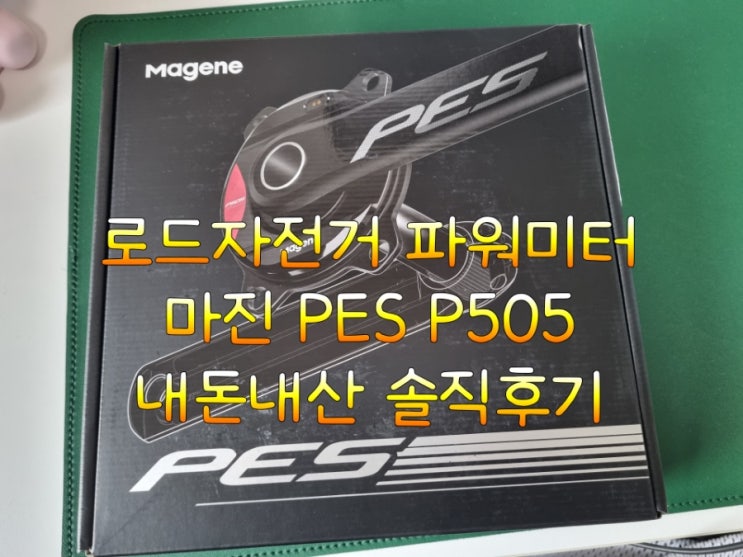 magene
PES
magene
로드자전거 파워미터
마진 PES P505
내돈내산 솔직후기
PES